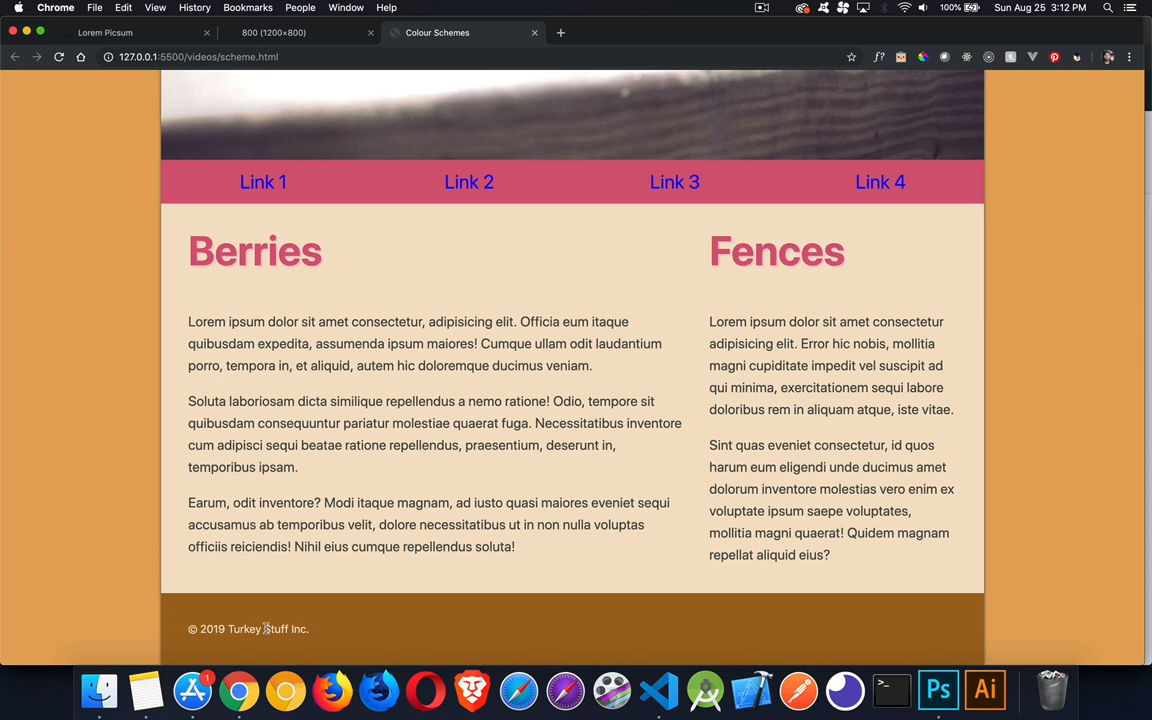 Chrome File Edit View History Bookmarks People Window Help 100% Sun Aug 25 3:12 PM
Lorem Picsum 800 (1200×800) Colour Schemes
127.0.0.1:5500/videos/scheme.html f?
Link 1 Link 2 Link 3 Link 4
Berries
Lorem ipsum dolor sit amet consectetur, adipisicing elit. Officia eum itaque
quibusdam expedita, assumenda ipsum maiores! Cumque ullam odit laudantium
porro, tempora in, et aliquid, autem hic doloremque ducimus veniam.
Soluta laboriosam dicta similique repellendus a nemo ratione! Odio, tempore sit
quibusdam consequuntur pariatur molestiae quaerat fuga. Necessitatibus inventore
cum adipisci sequi beatae ratione repellendus, praesentium, deserunt in,
temporibus ipsam.
Earum, odit inventore? Modi itaque magnam, ad iusto quasi maiores eveniet sequi
accusamus ab temporibus velit, dolore necessitatibus ut in non nulla voluptas
officiis reiciendis! Nihil eius cumque repellendus soluta!
Fences
Lorem ipsum dolor sit amet consectetur
adipisicing elit. Error hic nobis, mollitia
magni cupiditate impedit vel suscipit ad
qui minima, exercitationem sequi labore
doloribus rem in aliquam atque, iste vitae.
Sint quas eveniet consectetur, id quos
harum eum eligendi unde ducimus amet
dolorum inventore molestias vero enim ex
voluptate ipsum saepe voluptates,
mollitia magni quaerat! Quidem magnam
repellat aliquid eius?
© 2019 Turkey Stuff Inc.
1 >_ Ps Ai